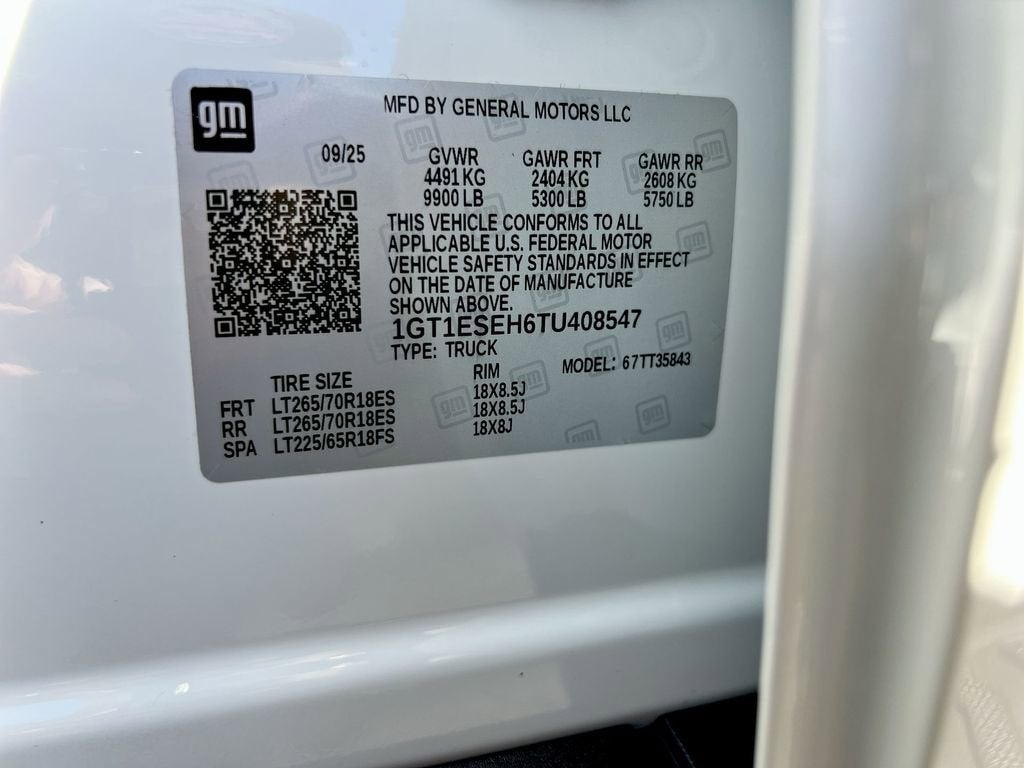 gm
MFD BY GENERAL MOTORS LLC
09/25
GVWR GAWR FRT GAWR RR
4491 KG 2404 KG 2608 KG
9900 LB 5300 LB 5750 LB
THIS VEHICLE CONFORMS TO ALL
APPLICABLE U.S. FEDERAL MOTOR
VEHICLE SAFETY STANDARDS IN EFFECT
ON THE DATE OF MANUFACTURE
SHOWN ABOVE.
1GT1ESEH6TU408547
TYPE: TRUCK MODEL: 67TT35843
TIRE SIZE RIM
FRT LT265/70R18ES 18X8.5J
RR LT265/70R18ES 18X8.5J
SPA LT225/65R18FS 18X8J